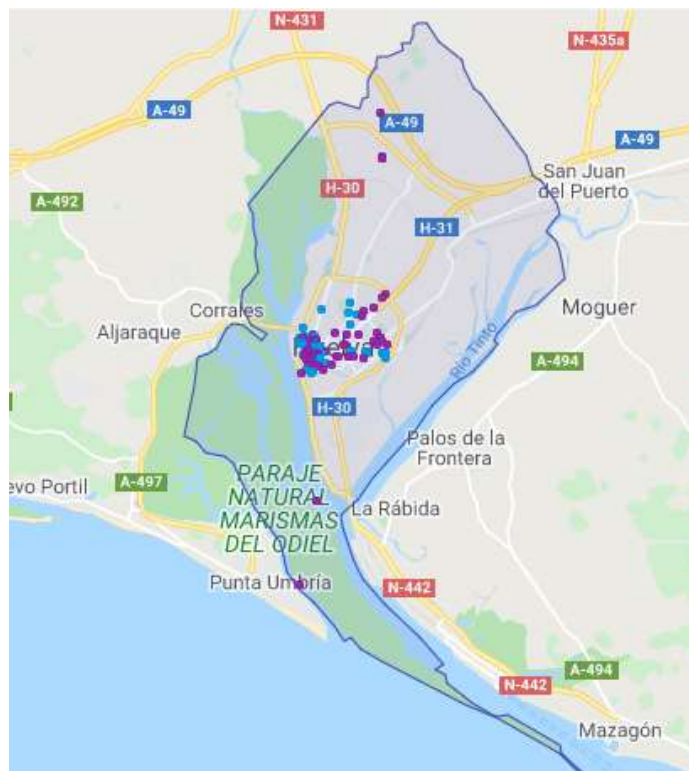 N-431
N-435a
A-49
A-49
A-49
San Juan
del Puerto
H-30
A-492
H-31
Corrales
Moguer
Aljaraque
Río Tinto
A-494
H-30
Palos de la
Frontera
PARAJE
NATURAL
MARISMAS
DEL ODIEL
A-497
evo Portil
La Rábida
Punta Umbría
N-442
A-494
N-442
Mazagón